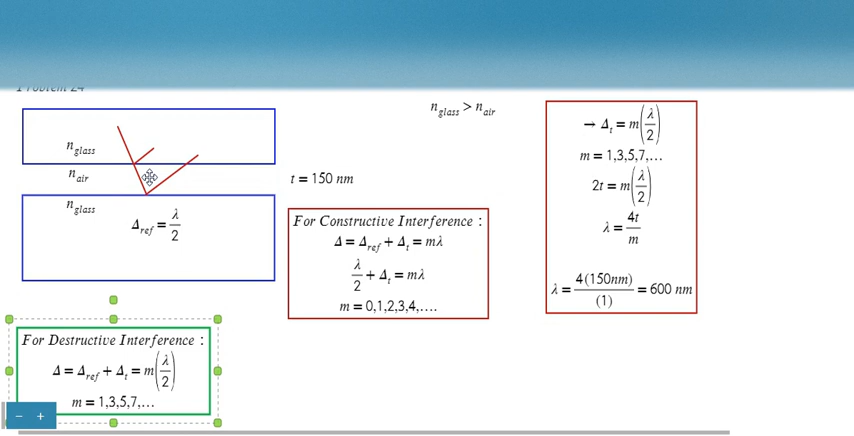 Problem 24
n_glass
n_air
n_glass
Δ_ref = λ/2
For Destructive Interference :
Δ = Δ_ref + Δ_t = m(λ/2)
m = 1,3,5,7,…
t = 150 nm
For Constructive Interference :
Δ = Δ_ref + Δ_t = mλ
λ/2 + Δ_t = mλ
m = 0,1,2,3,4,….
n_glass > n_air
→ Δ_t = m(λ/2)
m = 1,3,5,7,…
2t = m(λ/2)
λ = 4t/m
λ = 4(150nm)/(1) = 600 nm
− +